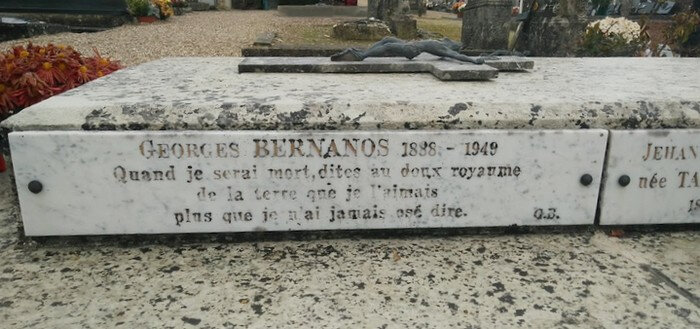 GEORGES BERNANOS 1888 - 1949
Quand je serai mort, dites au doux royaume
de la terre que je l'aimais
plus que je n'ai jamais osé dire.
G.B.
JEHAN
née TA